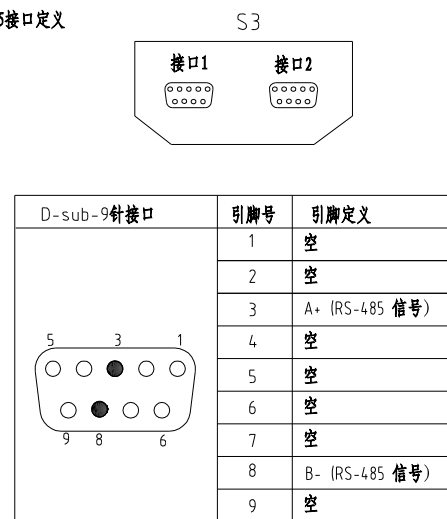 5接口定义
S3
接口1 接口2
D-sub-9针接口 引脚号 引脚定义
1 空
2 空
3 A+ (RS-485 信号)
4 空
5 空
6 空
7 空
8 B- (RS-485 信号)
9 空
5 3 1
9 8 6